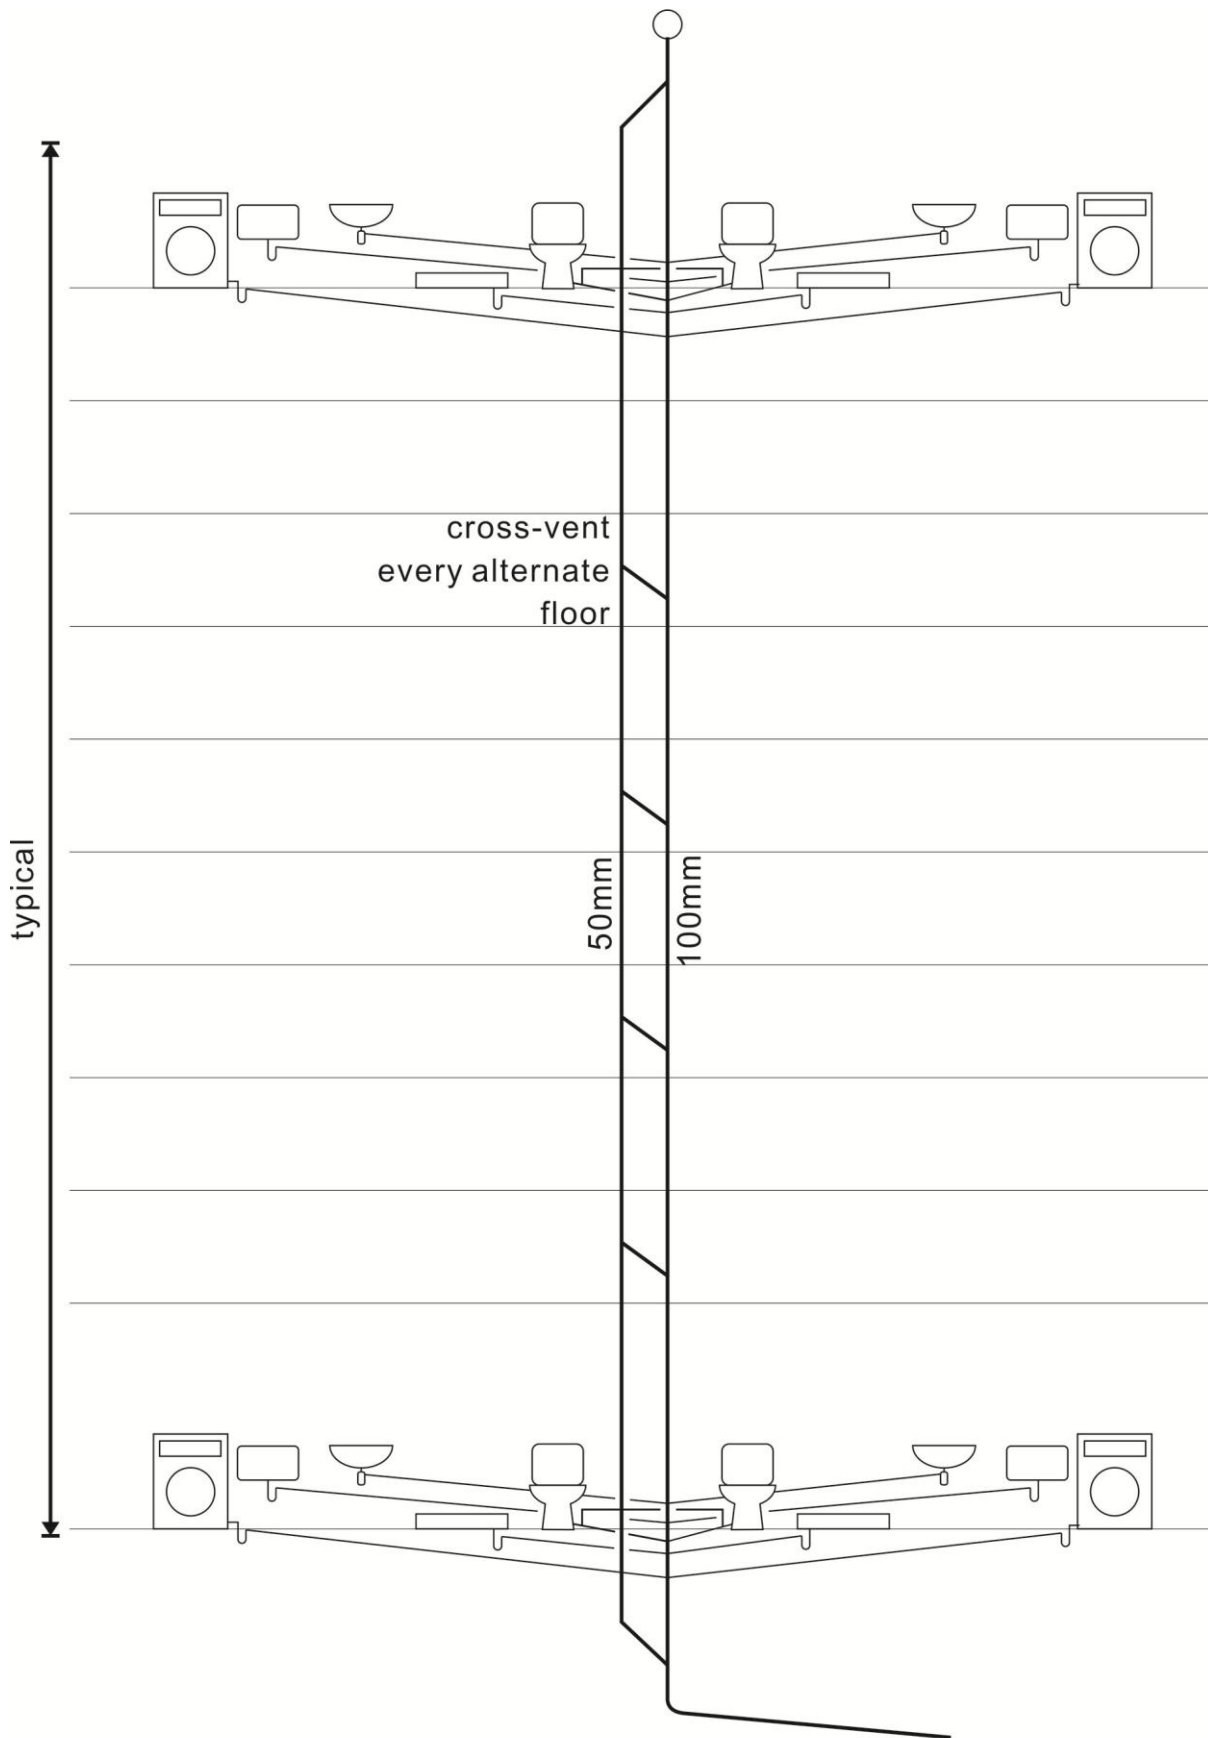 cross-vent
every alternate
floor
typical
50mm
100mm